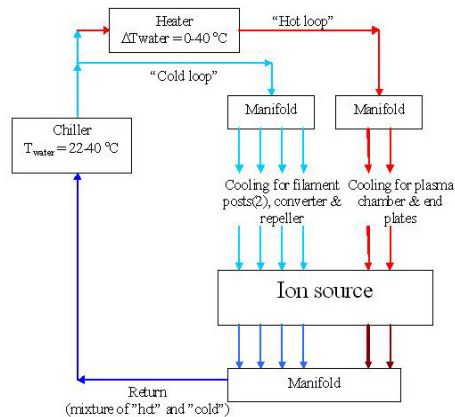 Heater
ΔTwater = 0-40 °C
"Hot loop"
"Cold loop"
Manifold
Manifold
Chiller
Twater = 22-40 °C
Cooling for filament
posts(2), converter &
repeller
Cooling for plasma
chamber & end
plates
Ion source
Manifold
Return
(mixture of "hot" and "cold")